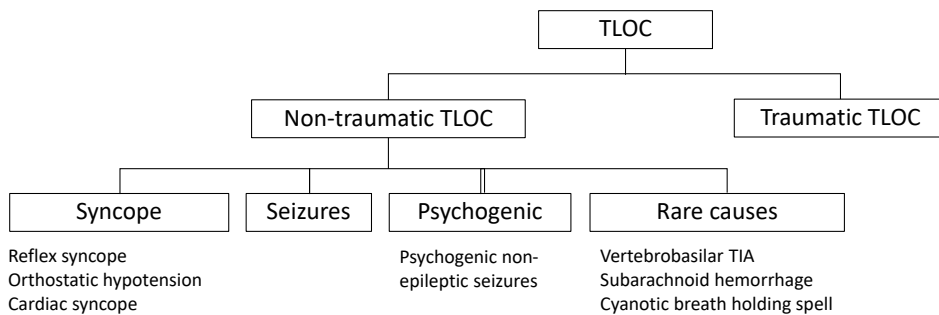 TLOC
Non-traumatic TLOC
Traumatic TLOC
Syncope
Seizures
Psychogenic
Rare causes
Reflex syncope
Orthostatic hypotension
Cardiac syncope
Psychogenic non-
epileptic seizures
Vertebrobasilar TIA
Subarachnoid hemorrhage
Cyanotic breath holding spell